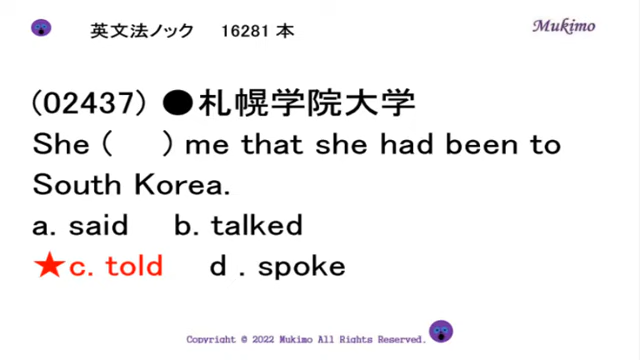 英文法ノック 16281 本 Mukimo
(02437) ●札幌学院大学
She ( ) me that she had been to
South Korea.
a. said b. talked
★c. told d . spoke
Copyright © 2022 Mukimo All Rights Reserved.